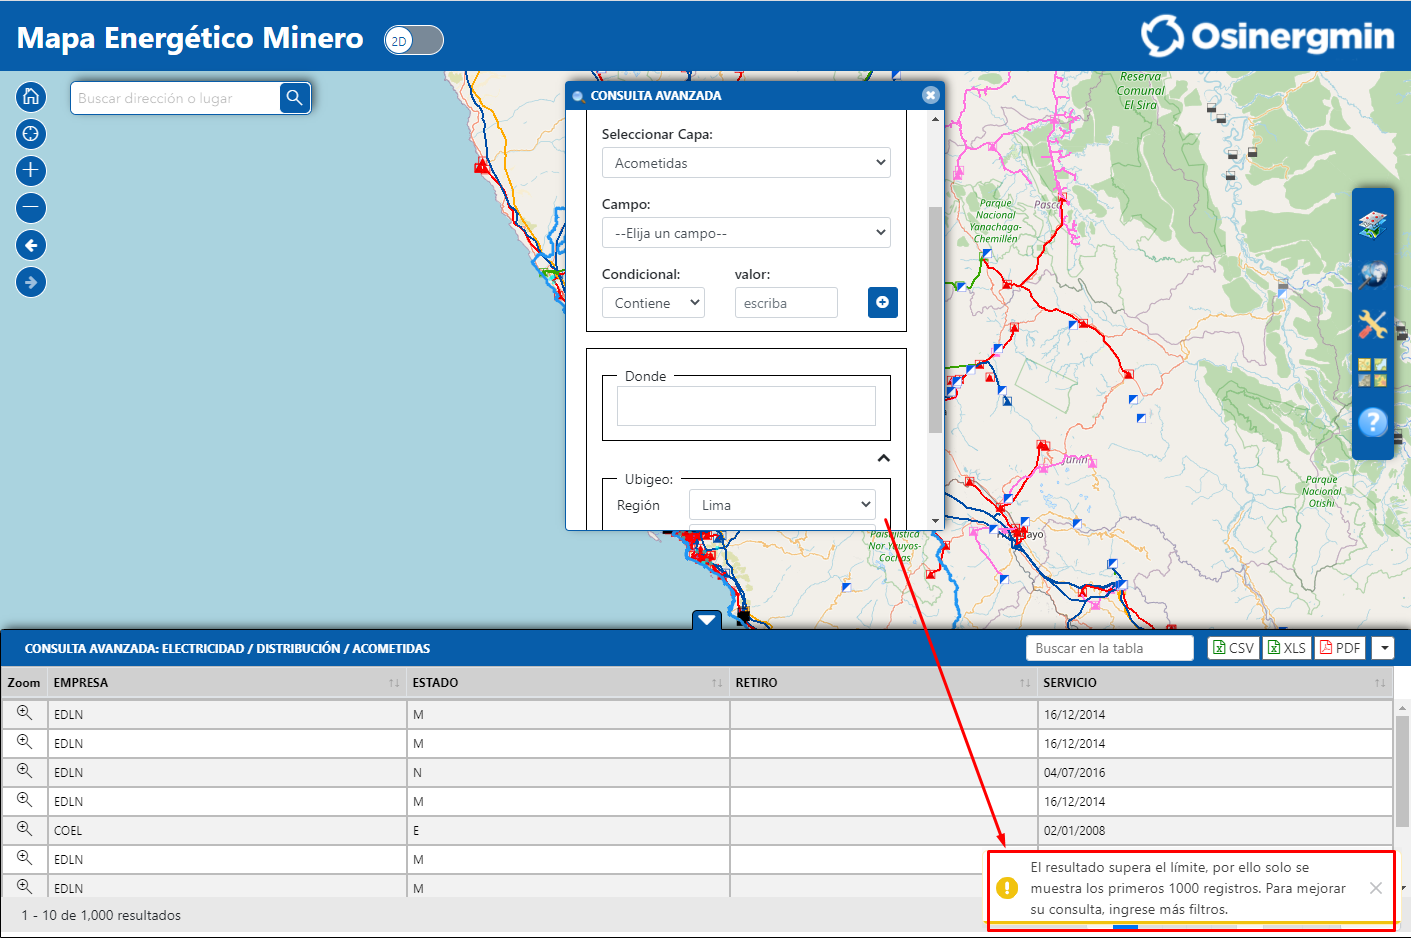 Mapa Energético Minero
2D
Osinergmin
Buscar dirección o lugar
CONSULTA AVANZADA
Seleccionar Capa:
Acometidas
Campo:
--Elija un campo--
Condicional:
valor:
Contiene
escriba
Donde
Ubigeo:
Región
Lima
Reserva
Comunal
El Sira
Parque
Nacional
Yanachaga-
Chemillén
Pasco
Junín
Parque
Nacional
Otishi
Paisajística
Nor Yauyos-
Cochas
CONSULTA AVANZADA: ELECTRICIDAD / DISTRIBUCIÓN / ACOMETIDAS
Buscar en la tabla
CSV
XLS
PDF
Zoom EMPRESA ESTADO RETIRO SERVICIO
EDLN M 16/12/2014
EDLN M 16/12/2014
EDLN N 04/07/2016
EDLN M 16/12/2014
COEL E 02/01/2008
EDLN M
EDLN M
1 - 10 de 1,000 resultados
El resultado supera el límite, por ello solo se
muestra los primeros 1000 registros. Para mejorar
su consulta, ingrese más filtros.